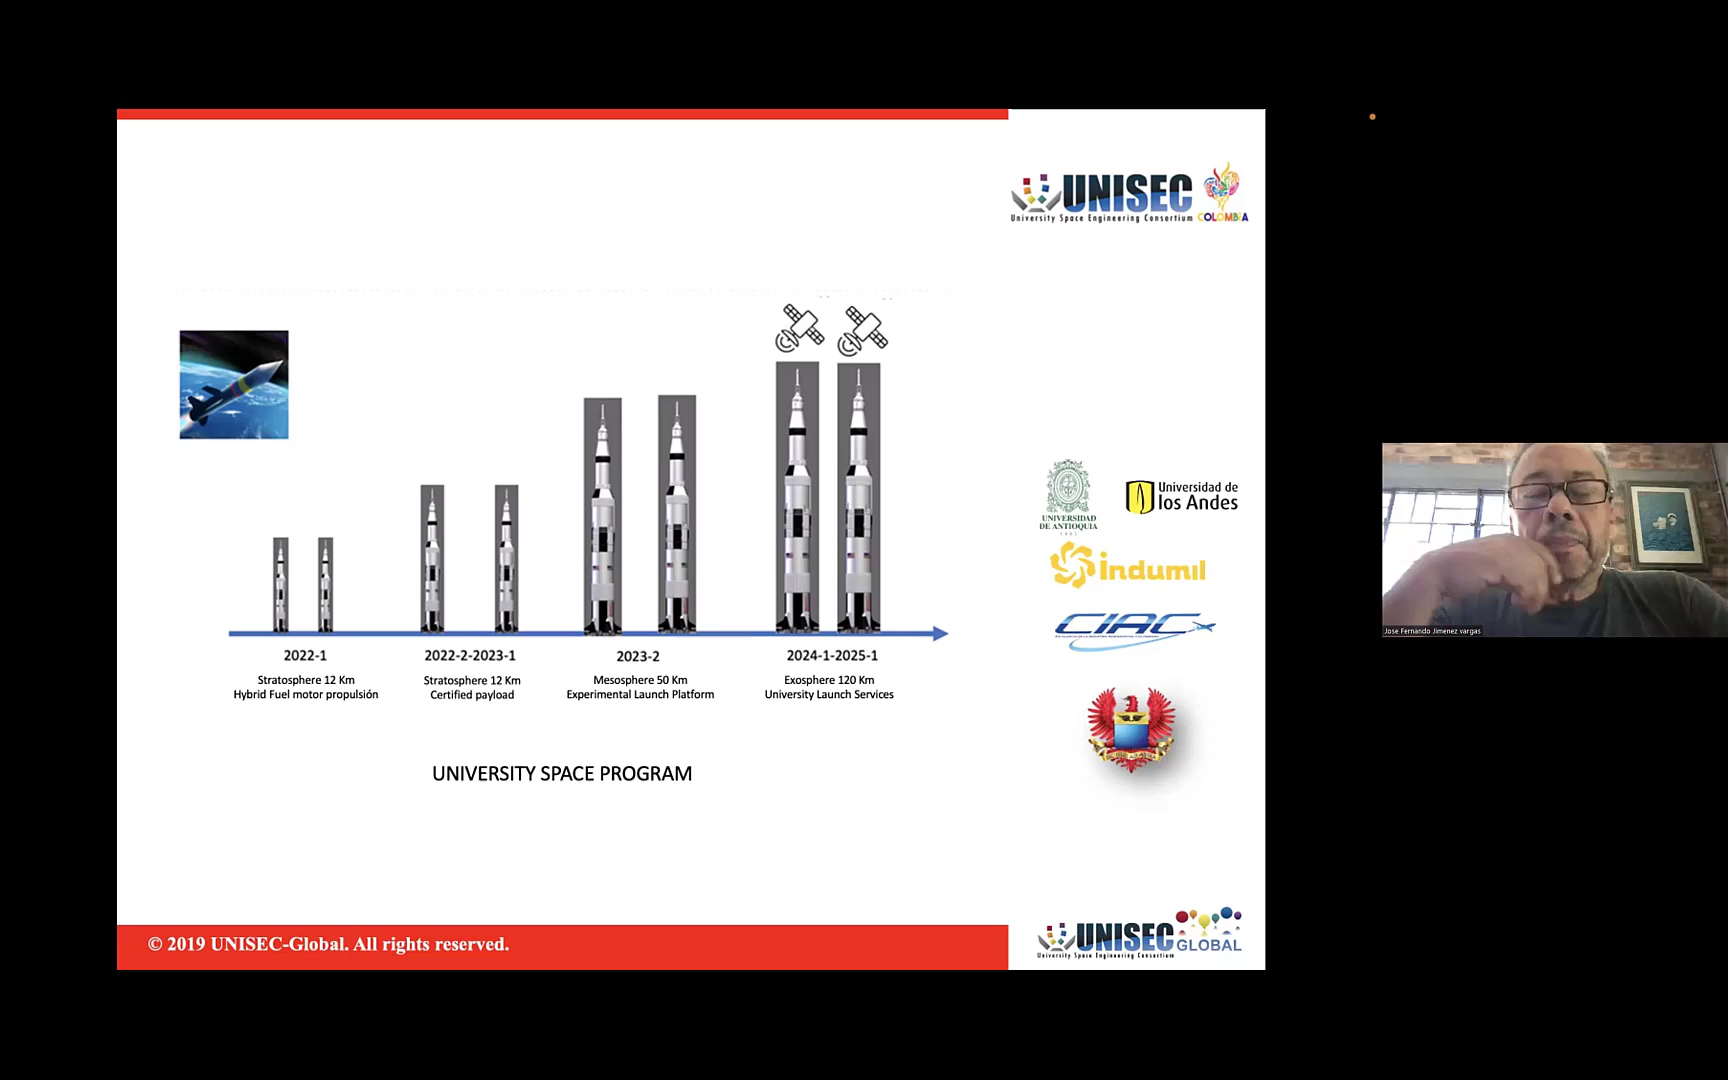 UNISEC
University Space Engineering Consortium
COLOMBIA
UNIVERSIDAD
DE ANTIOQUIA
1803
Universidad de
los Andes
indumil
CIAC
2022-1
Stratosphere 12 Km
Hybrid Fuel motor propulsión
2022-2-2023-1
Stratosphere 12 Km
Certified payload
2023-2
Mesosphere 50 Km
Experimental Launch Platform
2024-1-2025-1
Exosphere 120 Km
University Launch Services
UNIVERSITY SPACE PROGRAM
© 2019 UNISEC-Global. All rights reserved.
UNISEC
GLOBAL
University Space Engineering Consortium
Jose Fernando Jimenez vargas